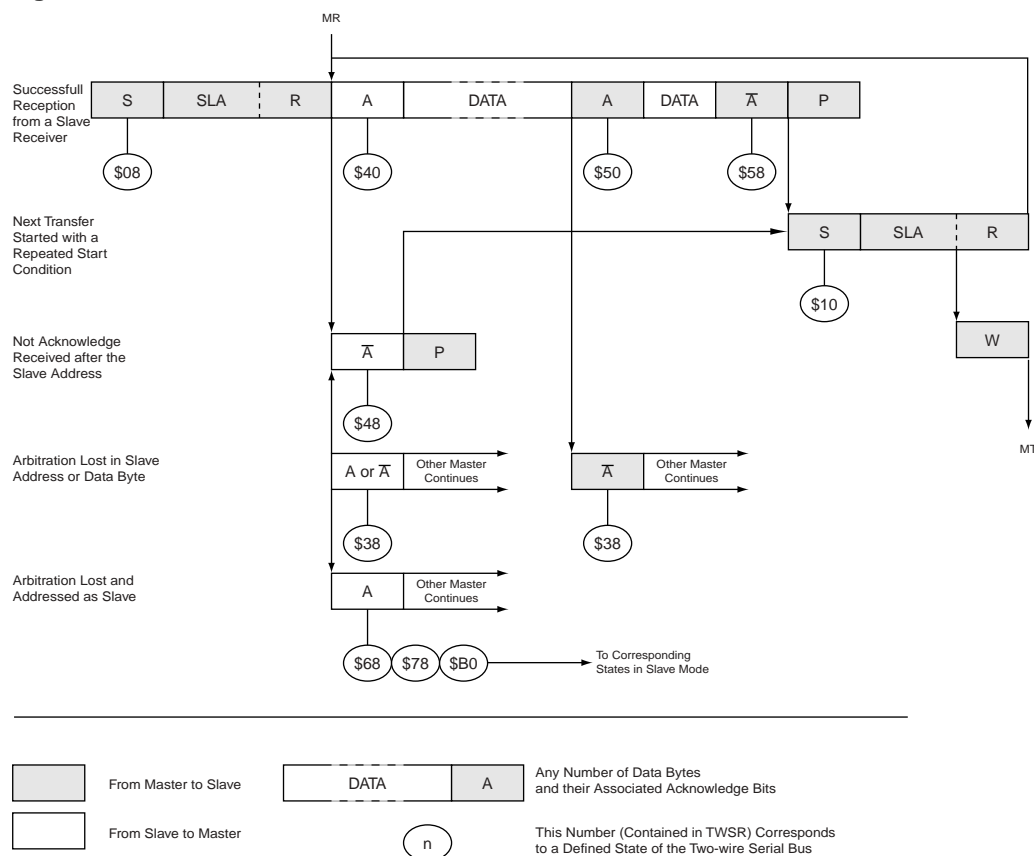 MR
Successfull
Reception
from a Slave
Receiver
S SLA R A DATA A DATA A̅ P
$08 $40 $50 $58
Next Transfer
Started with a
Repeated Start
Condition
S SLA R
$10
Not Acknowledge
Received after the
Slave Address
A̅ P
W
$48
MT
Arbitration Lost in Slave
Address or Data Byte
A or A̅
Other Master
Continues
A̅
Other Master
Continues
$38 $38
Arbitration Lost and
Addressed as Slave
A
Other Master
Continues
$68 $78 $B0
To Corresponding
States in Slave Mode
From Master to Slave
DATA A
Any Number of Data Bytes
and their Associated Acknowledge Bits
From Slave to Master
n
This Number (Contained in TWSR) Corresponds
to a Defined State of the Two-wire Serial Bus